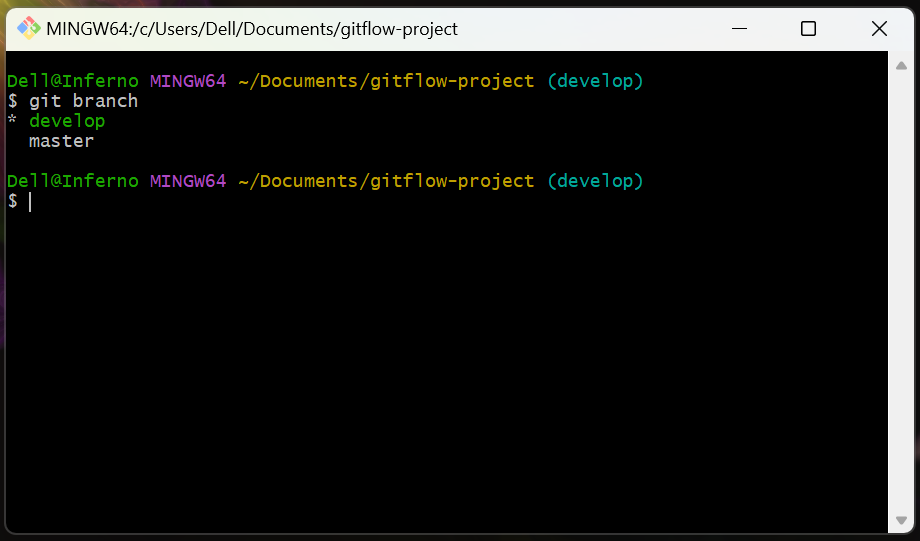 MINGW64:/c/Users/Dell/Documents/gitflow-project
Dell@Inferno MINGW64 ~/Documents/gitflow-project (develop)
$ git branch
* develop
  master
Dell@Inferno MINGW64 ~/Documents/gitflow-project (develop)
$